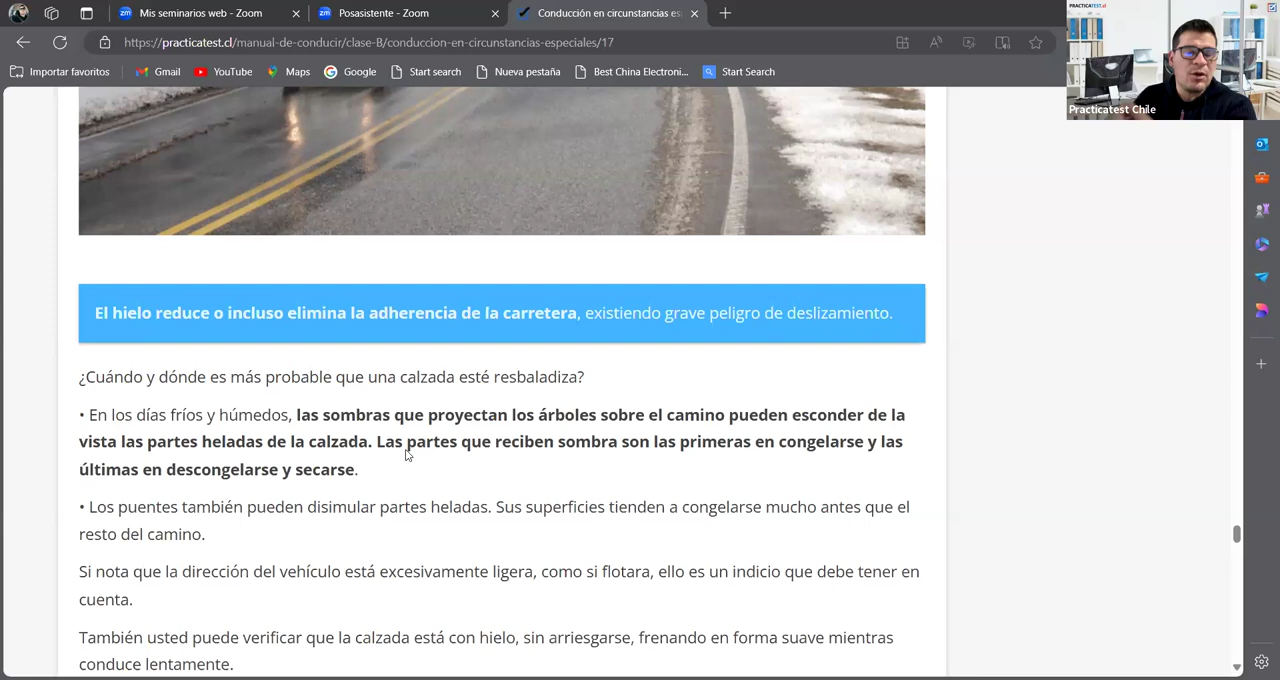 Mis seminarios web - Zoom
Posasistente - Zoom
Conducción en circunstancias es
https://practicatest.cl/manual-de-conducir/clase-B/conduccion-en-circunstancias-especiales/17
Importar favoritos
Gmail
YouTube
Maps
Google
Start search
Nueva pestaña
Best China Electroni...
Start Search
PRACTICATEST.cl
Practicatest Chile
El hielo reduce o incluso elimina la adherencia de la carretera, existiendo grave peligro de deslizamiento.
¿Cuándo y dónde es más probable que una calzada esté resbaladiza?
• En los días fríos y húmedos, las sombras que proyectan los árboles sobre el camino pueden esconder de la
vista las partes heladas de la calzada. Las partes que reciben sombra son las primeras en congelarse y las
últimas en descongelarse y secarse.
• Los puentes también pueden disimular partes heladas. Sus superficies tienden a congelarse mucho antes que el
resto del camino.
Si nota que la dirección del vehículo está excesivamente ligera, como si flotara, ello es un indicio que debe tener en
cuenta.
También usted puede verificar que la calzada está con hielo, sin arriesgarse, frenando en forma suave mientras
conduce lentamente.